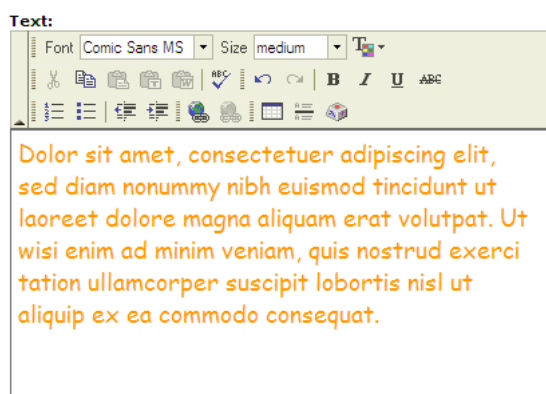 Text:
Font Comic Sans MS Size medium T
ABC B I U ABC
Dolor sit amet, consectetuer adipiscing elit,
sed diam nonummy nibh euismod tincidunt ut
laoreet dolore magna aliquam erat volutpat. Ut
wisi enim ad minim veniam, quis nostrud exerci
tation ullamcorper suscipit lobortis nisl ut
aliquip ex ea commodo consequat.